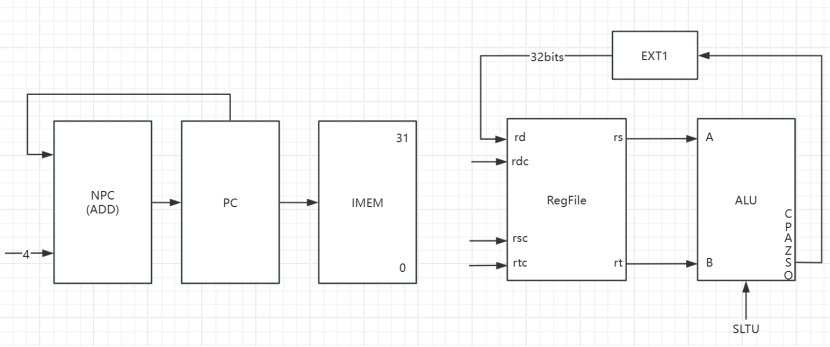 32bits
EXT1
4
NPC
(ADD)
PC
31
IMEM
0
rd
rdc
rsc
rtc
RegFile
rs
rt
A
B
ALU
C
P
A
Z
S
O
SLTU